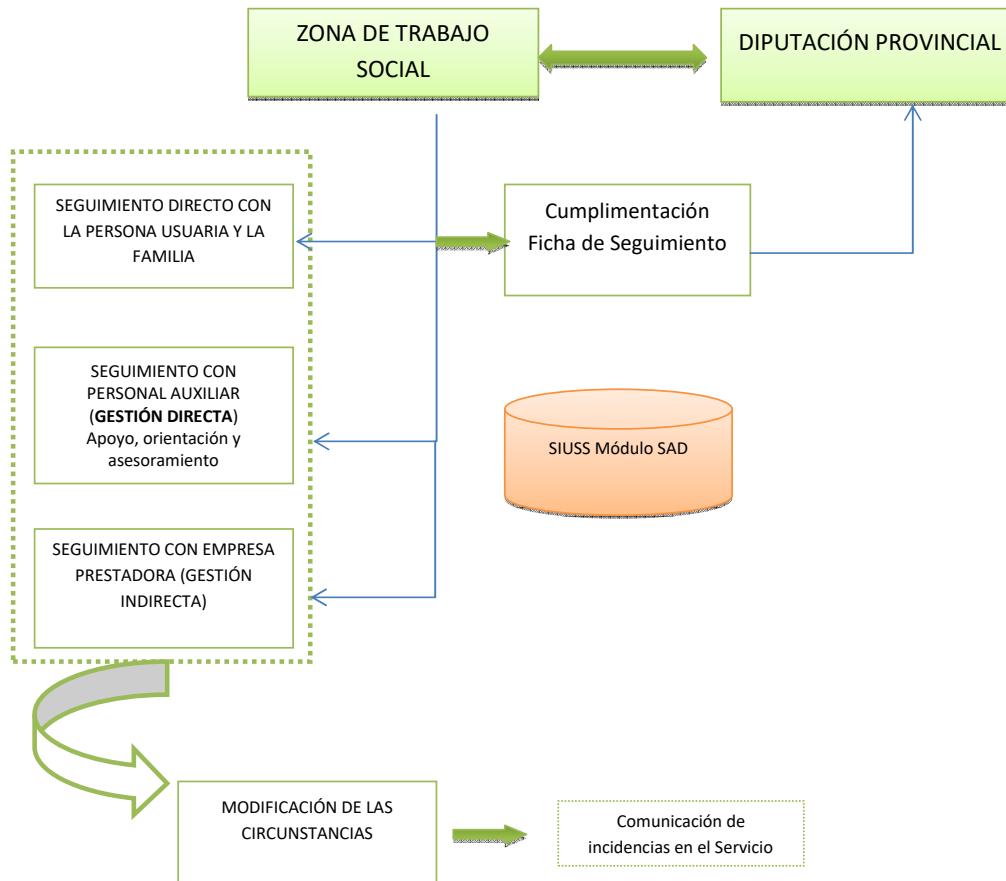 ZONA DE TRABAJO
SOCIAL
DIPUTACIÓN PROVINCIAL
SEGUIMIENTO DIRECTO CON
LA PERSONA USUARIA Y LA
FAMILIA
Cumplimentación
Ficha de Seguimiento
SEGUIMIENTO CON
PERSONAL AUXILIAR
(GESTIÓN DIRECTA)
Apoyo, orientación y
asesoramiento
SIUSS Módulo SAD
SEGUIMIENTO CON EMPRESA
PRESTADORA (GESTIÓN
INDIRECTA)
MODIFICACIÓN DE LAS
CIRCUNSTANCIAS
Comunicación de
incidencias en el Servicio